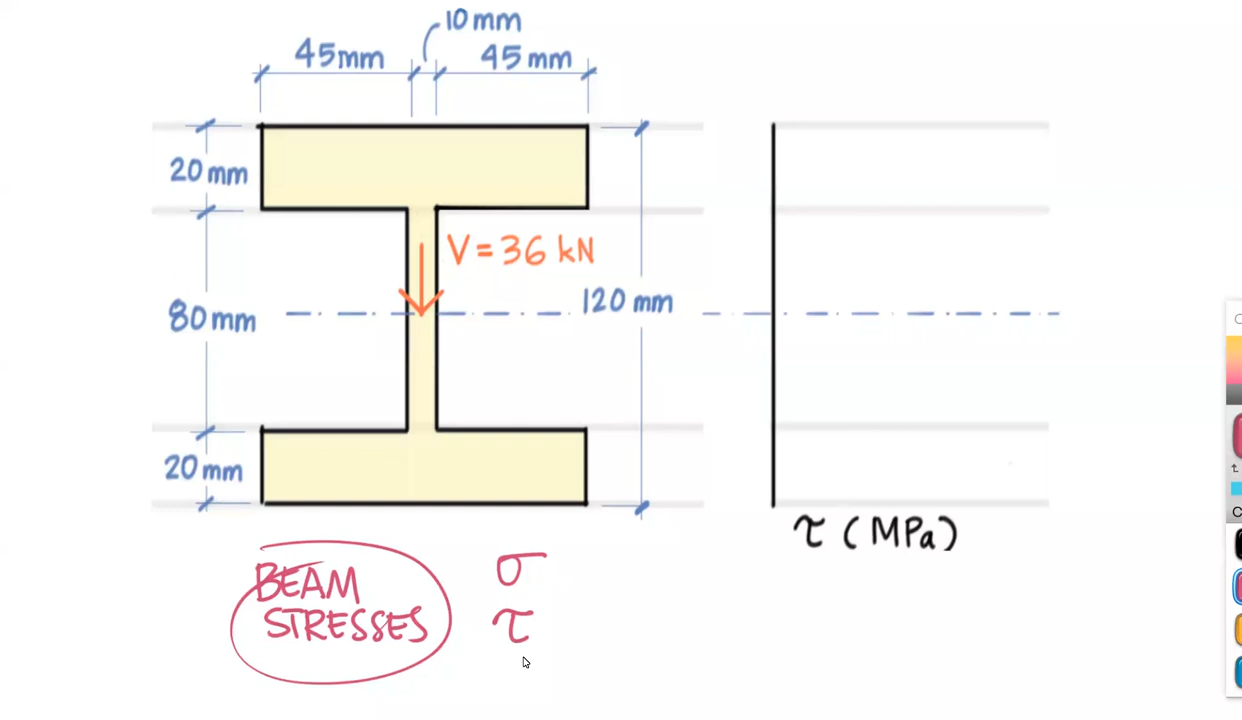 10 mm
45 mm
45 mm
20 mm
V = 36 kN
120 mm
80 mm
20 mm
τ (MPa)
BEAM
STRESSES
σ
τ